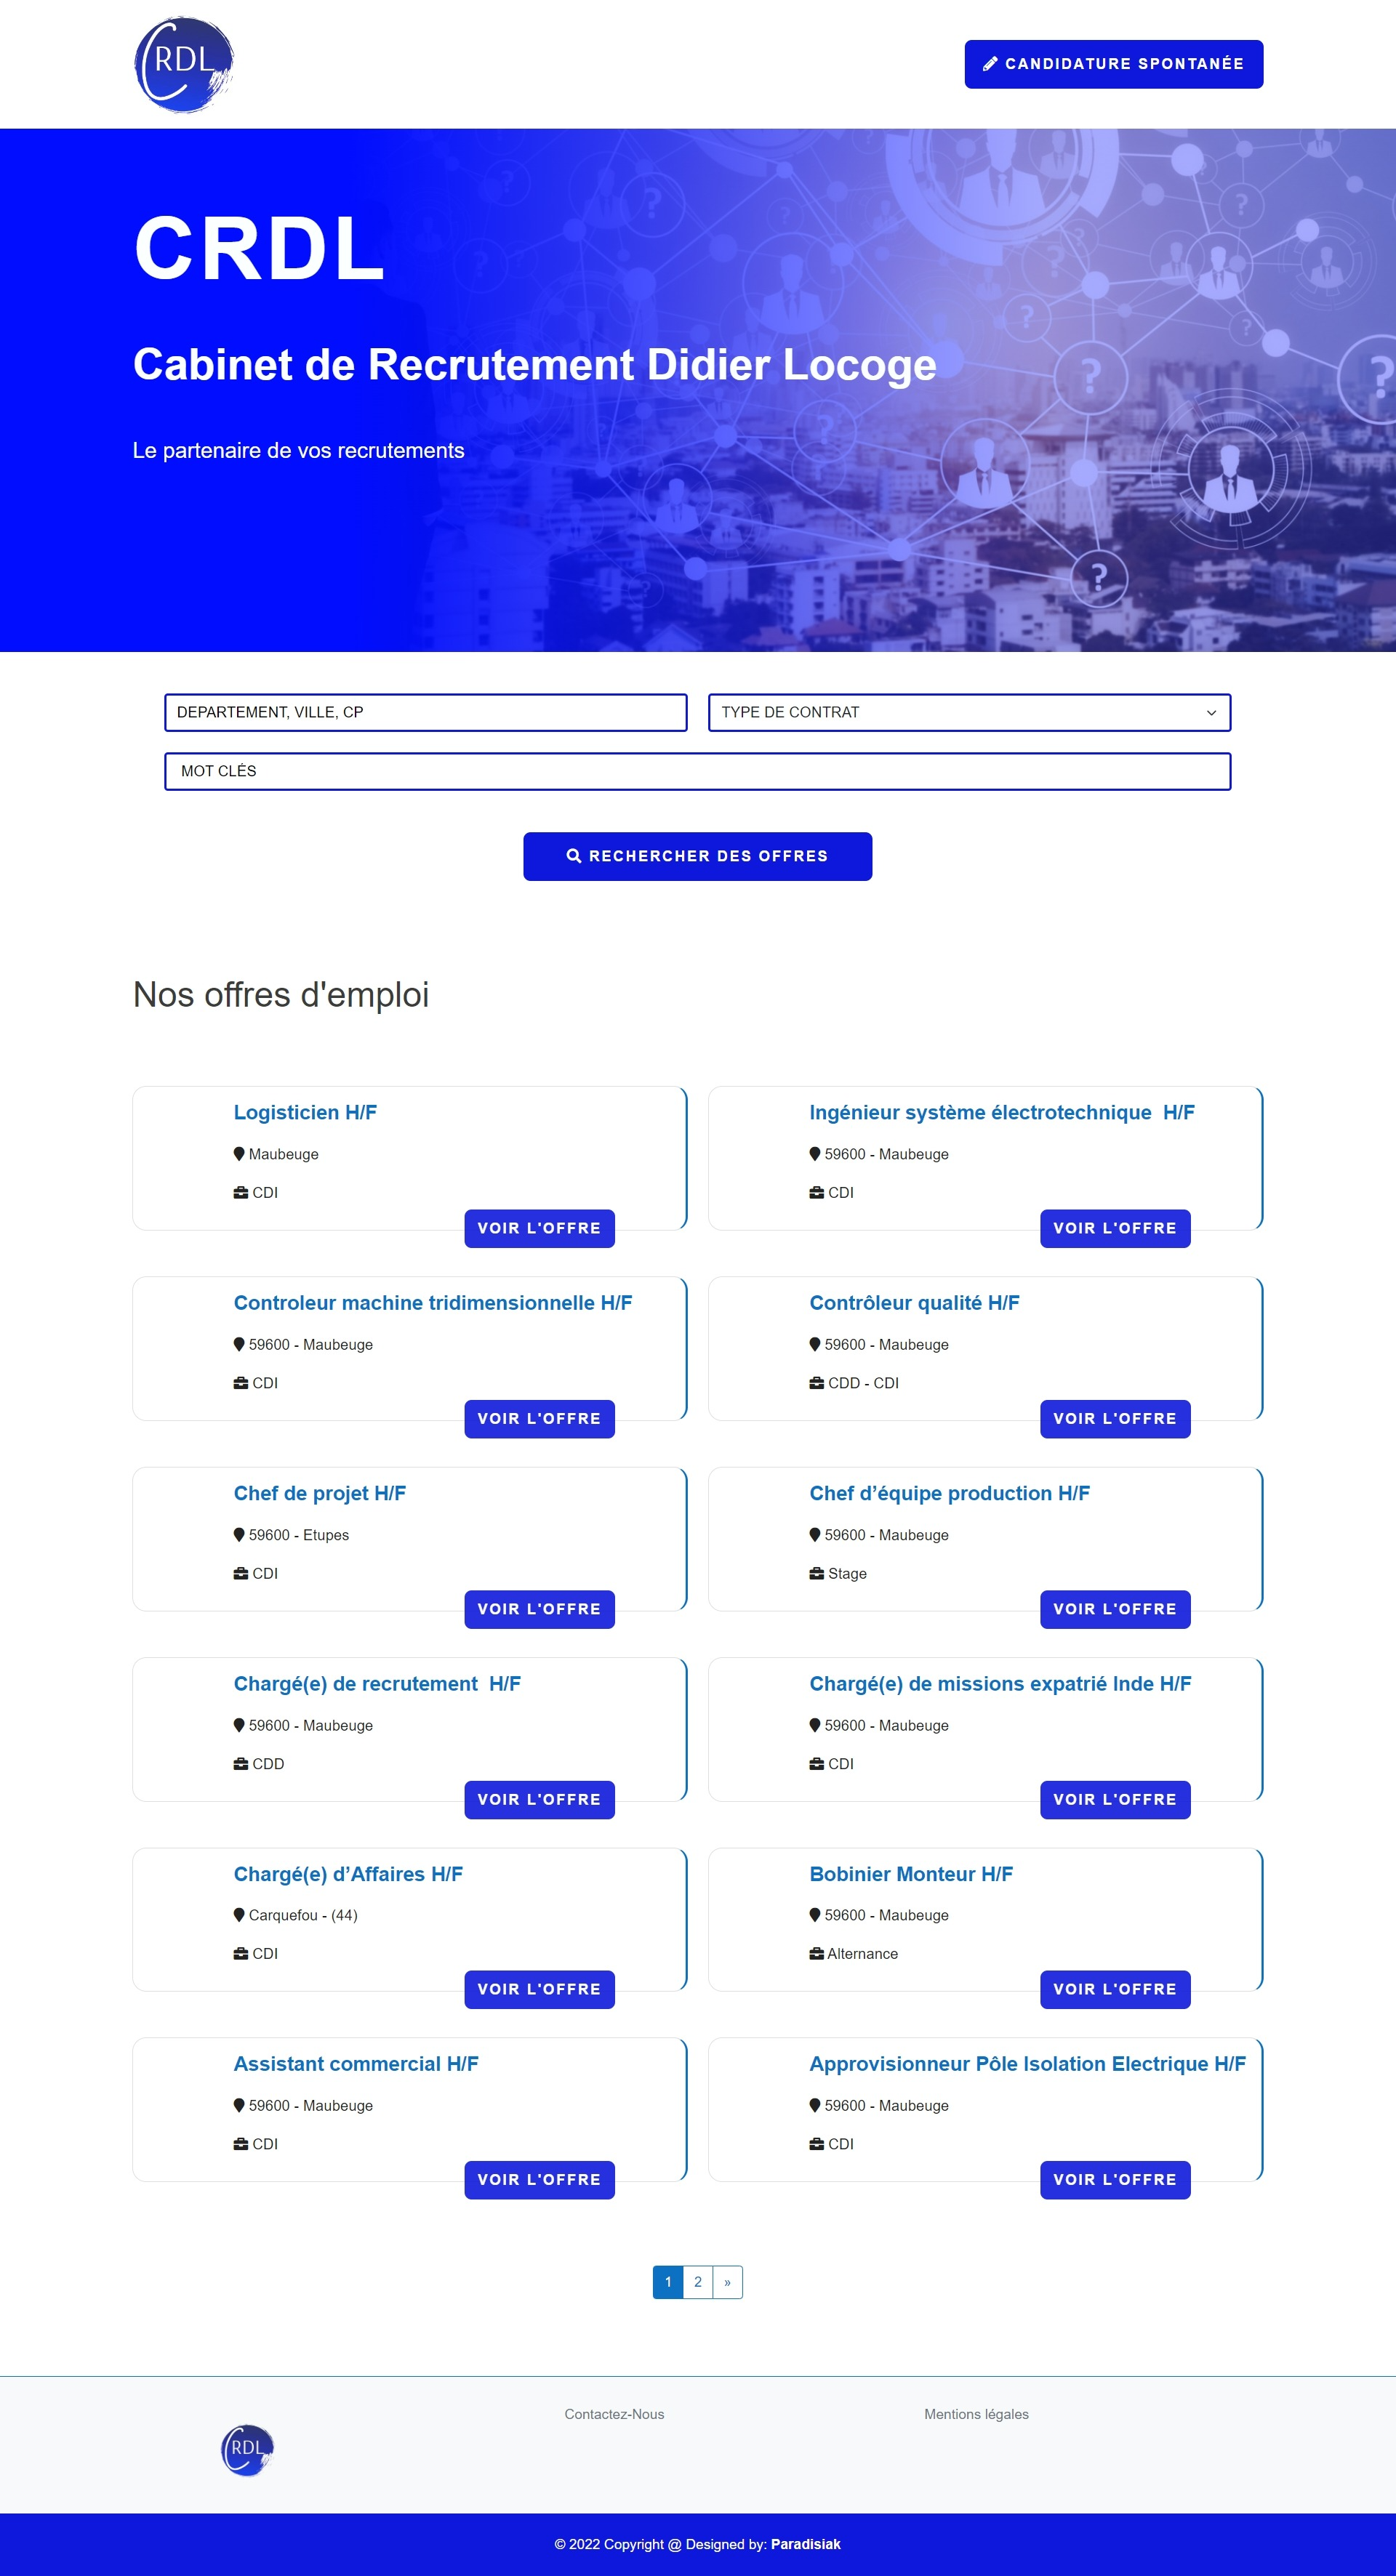 CRDL
CANDIDATURE SPONTANÉE
CRDL
Cabinet de Recrutement Didier Locoge
Le partenaire de vos recrutements
DEPARTEMENT, VILLE, CP
TYPE DE CONTRAT
MOT CLÉS
RECHERCHER DES OFFRES
Nos offres d'emploi
Logisticien H/F
Maubeuge
CDI
VOIR L'OFFRE
Ingénieur système électrotechnique  H/F
59600 - Maubeuge
CDI
VOIR L'OFFRE
Controleur machine tridimensionnelle H/F
59600 - Maubeuge
CDI
VOIR L'OFFRE
Contrôleur qualité H/F
59600 - Maubeuge
CDD - CDI
VOIR L'OFFRE
Chef de projet H/F
59600 - Etupes
CDI
VOIR L'OFFRE
Chef d’équipe production H/F
59600 - Maubeuge
Stage
VOIR L'OFFRE
Chargé(e) de recrutement  H/F
59600 - Maubeuge
CDD
VOIR L'OFFRE
Chargé(e) de missions expatrié Inde H/F
59600 - Maubeuge
CDI
VOIR L'OFFRE
Chargé(e) d’Affaires H/F
Carquefou - (44)
CDI
VOIR L'OFFRE
Bobinier Monteur H/F
59600 - Maubeuge
Alternance
VOIR L'OFFRE
Assistant commercial H/F
59600 - Maubeuge
CDI
VOIR L'OFFRE
Approvisionneur Pôle Isolation Electrique H/F
59600 - Maubeuge
CDI
VOIR L'OFFRE
1 2 »
CRDL
Contactez-Nous
Mentions légales
© 2022 Copyright @ Designed by: Paradisiak